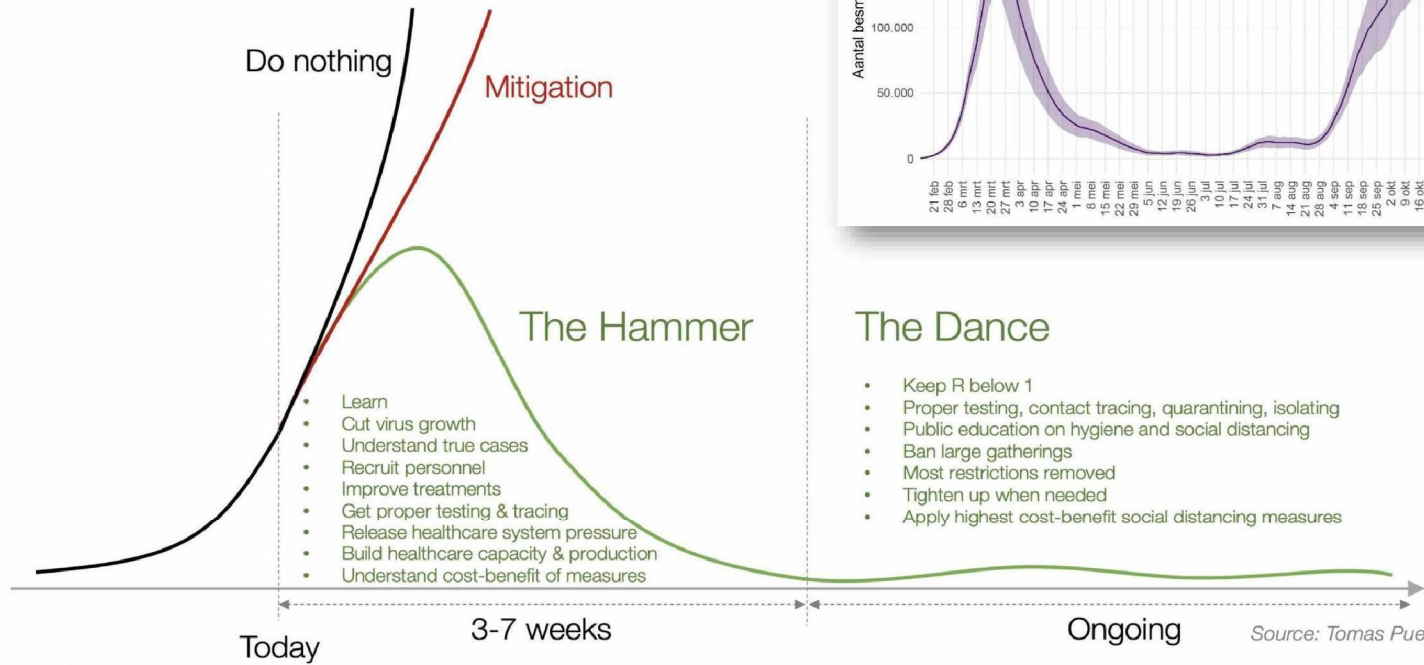 Do nothing
Mitigation
The Hammer
• Learn
• Cut virus growth
• Understand true cases
• Recruit personnel
• Improve treatments
• Get proper testing & tracing
• Release healthcare system pressure
• Build healthcare capacity & production
• Understand cost-benefit of measures
Today
3-7 weeks
Aantal
100.000
50.000
0
21 feb
28 feb
6 mrt
13 mrt
20 mrt
27 mrt
3 apr
10 apr
17 apr
24 apr
1 mei
8 mei
15 mei
22 mei
29 mei
5 jun
12 jun
19 jun
26 jun
3 jul
10 jul
17 jul
24 jul
31 jul
7 aug
14 aug
21 aug
28 aug
4 sep
11 sep
18 sep
25 sep
2 okt
9 okt
16 okt
The Dance
• Keep R below 1
• Proper testing, contact tracing, quarantining, isolating
• Public education on hygiene and social distancing
• Ban large gatherings
• Most restrictions removed
• Tighten up when needed
• Apply highest cost-benefit social distancing measures
Ongoing
Source: Tomas